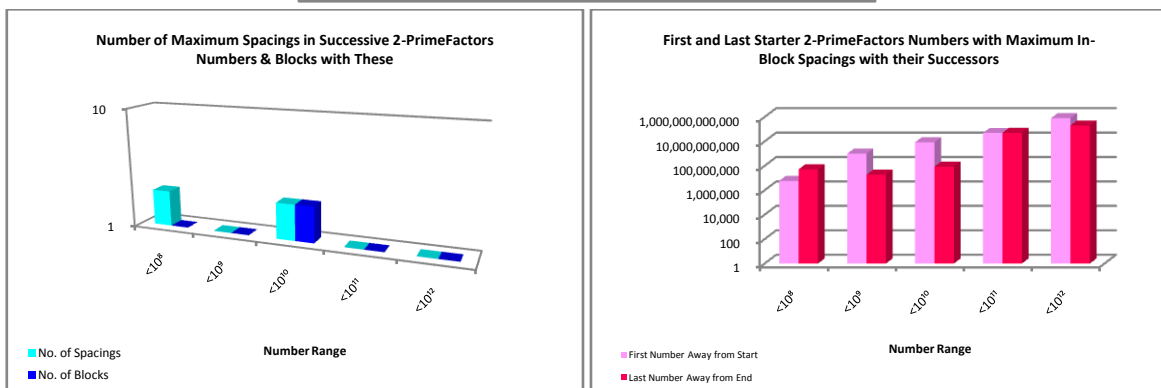 Number of Maximum Spacings in Successive 2-PrimeFactors
Numbers & Blocks with These
10
1
<10⁸
<10⁹
<10¹⁰
<10¹¹
<10¹²
Number Range
No. of Spacings
No. of Blocks
First and Last Starter 2-PrimeFactors Numbers with Maximum In-
Block Spacings with their Successors
1,000,000,000,000
10,000,000,000
100,000,000
1,000,000
10,000
100
1
<10⁸
<10⁹
<10¹⁰
<10¹¹
<10¹²
Number Range
First Number Away from Start
Last Number Away from End